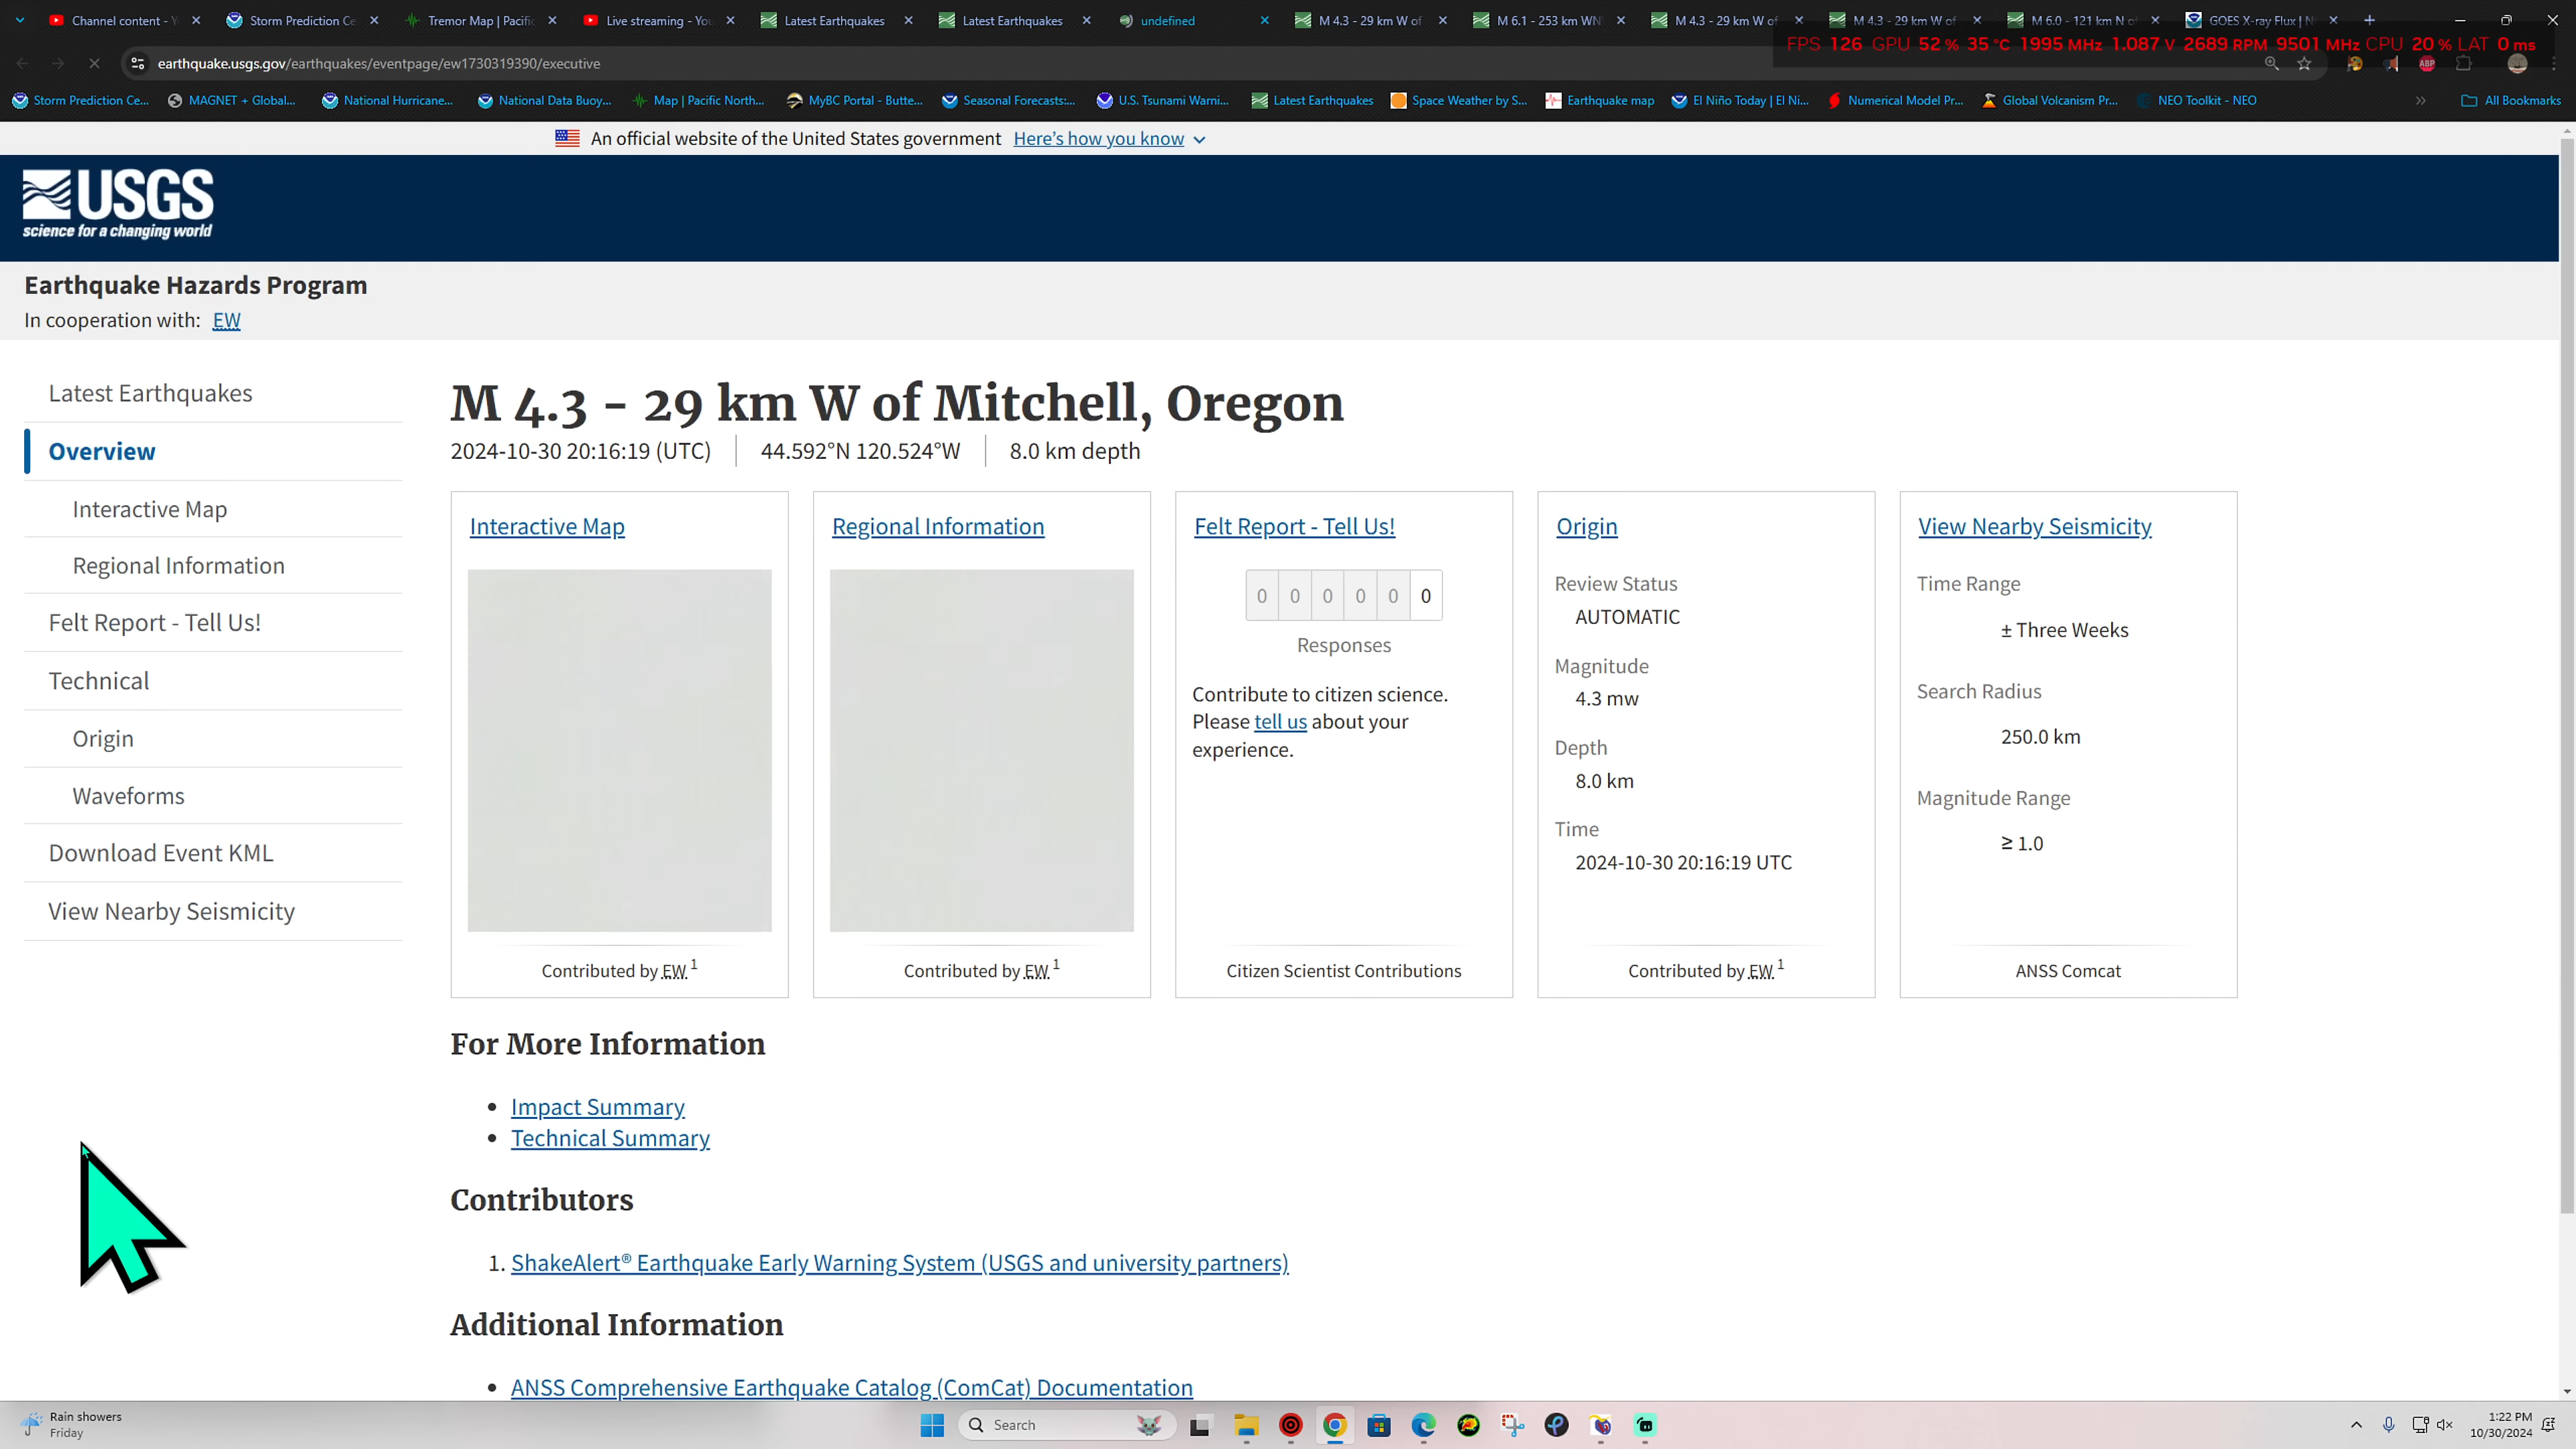 Channel content - Y
Storm Prediction Ce
Tremor Map | Pacific
Live streaming - You
Latest Earthquakes
Latest Earthquakes
undefined
M 4.3 - 29 km W of
M 6.1 - 253 km WN
M 4.3 - 29 km W of
M 4.3 - 29 km W of
M 6.0 - 121 km N of
GOES X-ray Flux | N
FPS 126 GPU 52 % 35 °C 1995 MHz 1.087 V 2689 RPM 9501 MHz CPU 20 % LAT 0 ms
earthquake.usgs.gov/earthquakes/eventpage/ew1730319390/executive
ABP
Storm Prediction Ce...
MAGNET + Global...
National Hurricane...
National Data Buoy...
Map | Pacific North...
MyBC Portal - Butte...
Seasonal Forecasts:...
U.S. Tsunami Warni...
Latest Earthquakes
Space Weather by S...
Earthquake map
El Niño Today | El Ni...
Numerical Model Pr...
Global Volcanism Pr...
NEO Toolkit - NEO
All Bookmarks
An official website of the United States government Here's how you know
USGS
science for a changing world
Earthquake Hazards Program
In cooperation with: EW
Latest Earthquakes
Overview
Interactive Map
Regional Information
Felt Report - Tell Us!
Technical
Origin
Waveforms
Download Event KML
View Nearby Seismicity
M 4.3 - 29 km W of Mitchell, Oregon
2024-10-30 20:16:19 (UTC)
44.592°N 120.524°W
8.0 km depth
Interactive Map
Contributed by EW 1
Regional Information
Contributed by EW 1
Felt Report - Tell Us!
0 0 0 0 0 0
Responses
Contribute to citizen science.
Please tell us about your
experience.
Citizen Scientist Contributions
Origin
Review Status
AUTOMATIC
Magnitude
4.3 mw
Depth
8.0 km
Time
2024-10-30 20:16:19 UTC
Contributed by EW 1
View Nearby Seismicity
Time Range
± Three Weeks
Search Radius
250.0 km
Magnitude Range
≥ 1.0
ANSS Comcat
For More Information
Impact Summary
Technical Summary
Contributors
1. ShakeAlert® Earthquake Early Warning System (USGS and university partners)
Additional Information
ANSS Comprehensive Earthquake Catalog (ComCat) Documentation
Rain showers
Friday
Search
1:22 PM
10/30/2024